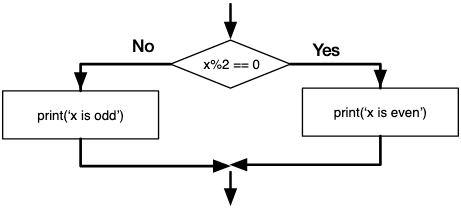 No
Yes
x%2 == 0
print(‘x is odd’)
print(‘x is even’)